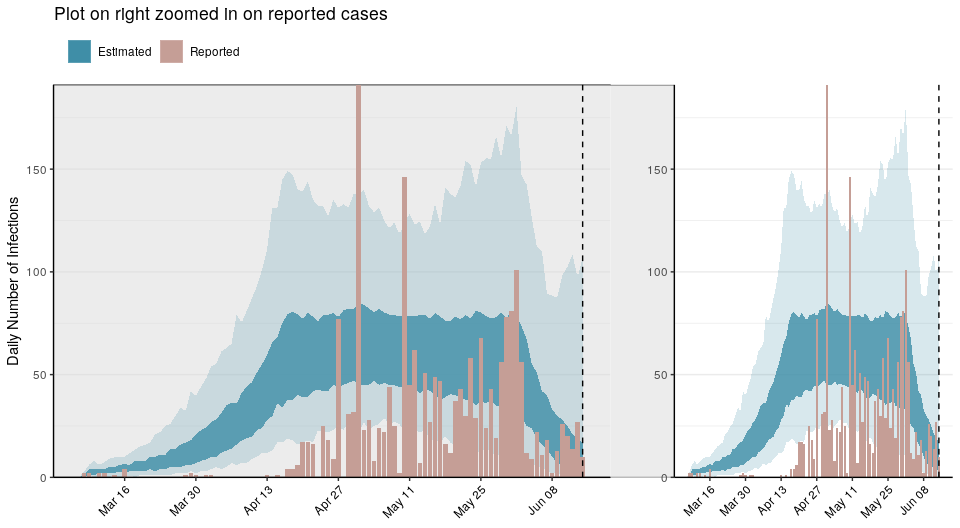 Plot on right zoomed in on reported cases
Estimated Reported
Daily Number of Infections
150
100
50
0
Mar 16 Mar 30 Apr 13 Apr 27 May 11 May 25 Jun 08
150
100
50
0
Mar 16 Mar 30 Apr 13 Apr 27 May 11 May 25 Jun 08